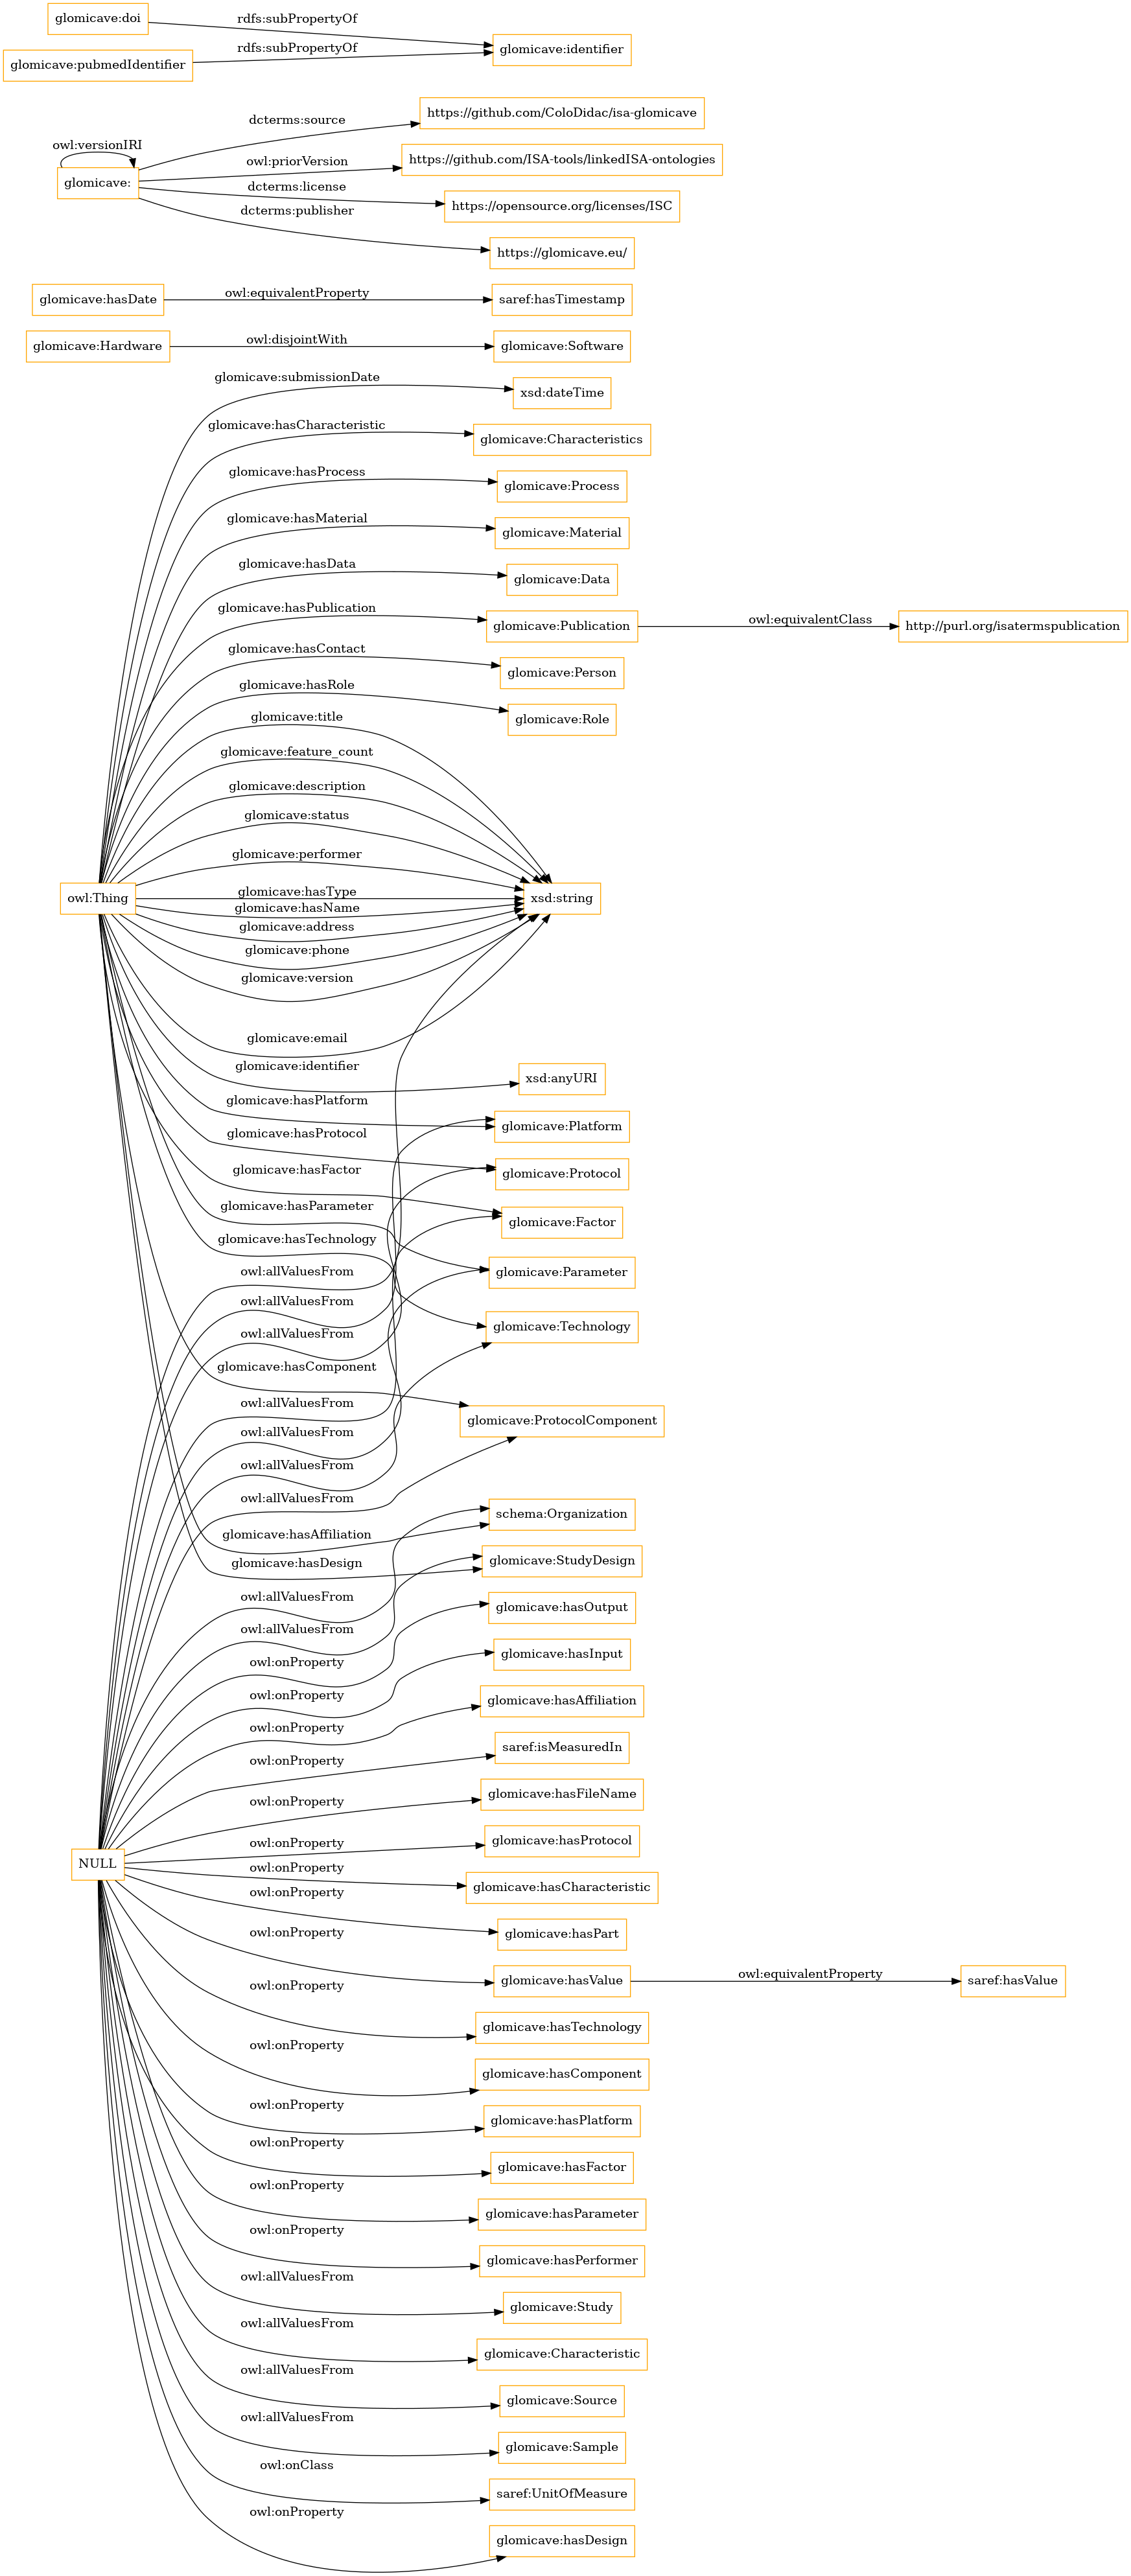 glomicave:doi
rdfs:subPropertyOf
glomicave:identifier
rdfs:subPropertyOf
glomicave:pubmedIdentifier
https://github.com/ColoDidac/isa-glomicave
dcterms:source
owl:versionIRI
owl:priorVersion
https://github.com/ISA-tools/linkedISA-ontologies
glomicave:
dcterms:license
https://opensource.org/licenses/ISC
dcterms:publisher
https://glomicave.eu/
glomicave:hasDate
owl:equivalentProperty
saref:hasTimestamp
glomicave:Hardware
owl:disjointWith
glomicave:Software
glomicave:submissionDate
xsd:dateTime
glomicave:hasCharacteristic
glomicave:Characteristics
glomicave:hasProcess
glomicave:Process
glomicave:hasMaterial
glomicave:Material
glomicave:hasData
glomicave:Data
glomicave:hasPublication
glomicave:Publication
owl:equivalentClass
http://purl.org/isatermspublication
glomicave:hasContact
glomicave:Person
glomicave:hasRole
glomicave:Role
glomicave:title
glomicave:feature_count
glomicave:description
glomicave:status
glomicave:performer
owl:Thing
glomicave:hasType
xsd:string
glomicave:hasName
glomicave:address
glomicave:phone
glomicave:version
glomicave:email
glomicave:identifier
xsd:anyURI
glomicave:hasPlatform
glomicave:Platform
glomicave:hasProtocol
glomicave:Protocol
glomicave:hasFactor
glomicave:Factor
glomicave:hasParameter
glomicave:hasTechnology
owl:allValuesFrom
glomicave:Parameter
owl:allValuesFrom
glomicave:Technology
owl:allValuesFrom
glomicave:hasComponent
owl:allValuesFrom
glomicave:ProtocolComponent
owl:allValuesFrom
owl:allValuesFrom
owl:allValuesFrom
schema:Organization
glomicave:hasAffiliation
glomicave:hasDesign
glomicave:StudyDesign
owl:allValuesFrom
glomicave:hasOutput
owl:allValuesFrom
glomicave:hasInput
owl:onProperty
owl:onProperty
glomicave:hasAffiliation
owl:onProperty
saref:isMeasuredIn
owl:onProperty
glomicave:hasFileName
owl:onProperty
glomicave:hasProtocol
owl:onProperty
NULL
owl:onProperty
glomicave:hasCharacteristic
owl:onProperty
glomicave:hasPart
owl:onProperty
glomicave:hasValue
owl:equivalentProperty
saref:hasValue
owl:onProperty
glomicave:hasTechnology
owl:onProperty
glomicave:hasComponent
owl:onProperty
glomicave:hasPlatform
owl:onProperty
glomicave:hasFactor
owl:onProperty
glomicave:hasParameter
owl:onProperty
glomicave:hasPerformer
owl:allValuesFrom
glomicave:Study
owl:allValuesFrom
glomicave:Characteristic
owl:allValuesFrom
glomicave:Source
owl:allValuesFrom
glomicave:Sample
owl:onClass
saref:UnitOfMeasure
owl:onProperty
glomicave:hasDesign